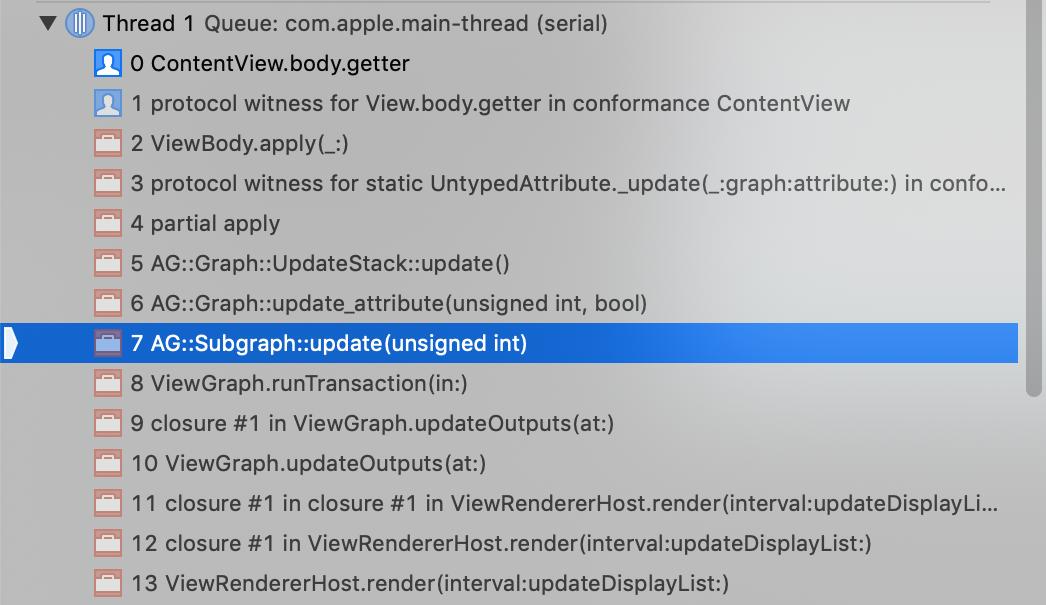 Thread 1 Queue: com.apple.main-thread (serial)
0 ContentView.body.getter
1 protocol witness for View.body.getter in conformance ContentView
2 ViewBody.apply(_:)
3 protocol witness for static UntypedAttribute._update(_:graph:attribute:) in confo...
4 partial apply
5 AG::Graph::UpdateStack::update()
6 AG::Graph::update_attribute(unsigned int, bool)
7 AG::Subgraph::update(unsigned int)
8 ViewGraph.runTransaction(in:)
9 closure #1 in ViewGraph.updateOutputs(at:)
10 ViewGraph.updateOutputs(at:)
11 closure #1 in closure #1 in ViewRendererHost.render(interval:updateDisplayLi...
12 closure #1 in ViewRendererHost.render(interval:updateDisplayList:)
13 ViewRendererHost.render(interval:updateDisplayList:)